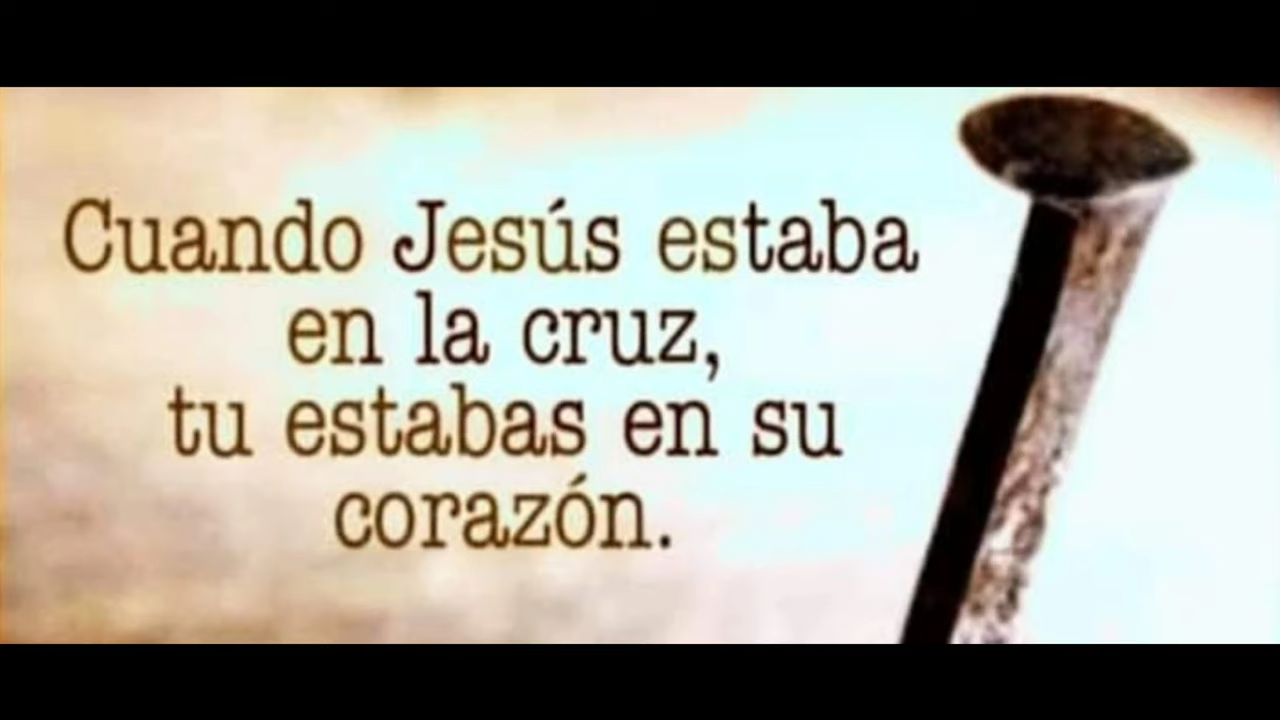 Cuando Jesús estaba
en la cruz,
tu estabas en su
corazón.